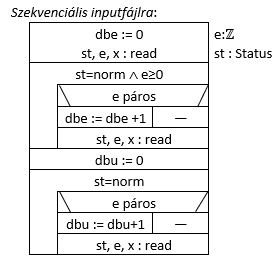 Szekvenciális inputfájlra:
dbe := 0 e:ℤ
st, e, x : read st : Status
st=norm ∧ e≥0
e páros
dbe := dbe +1 —
st, e, x : read
dbu := 0
st=norm
e páros
dbu := dbu+1 —
st, e, x : read